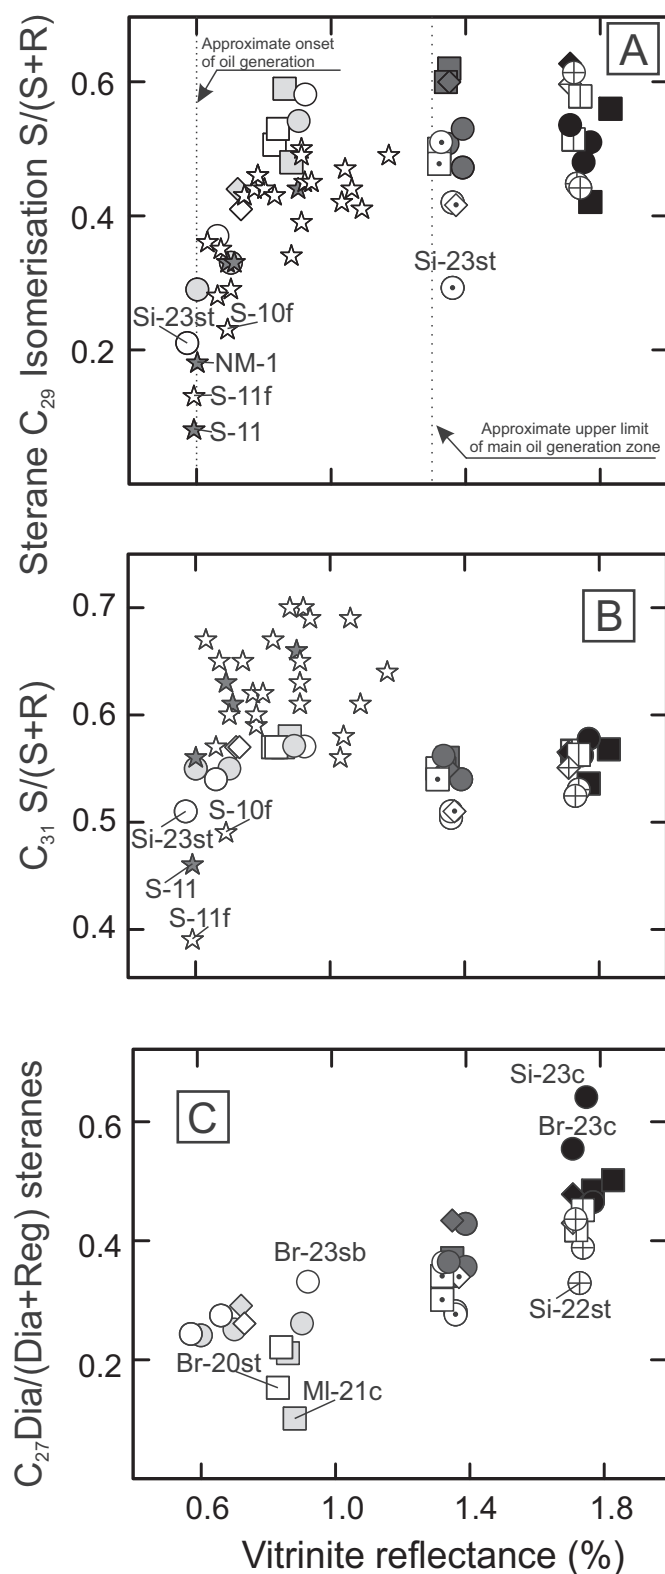 Sterane C₂₉ Isomerisation S/(S+R)
0.6
0.4
0.2
A
Approximate onset
of oil generation
Si-23st
Si-23st
S-10f
NM-1
S-11f
S-11
Approximate upper limit
of main oil generation zone
C₃₁ S/(S+R)
0.7
0.6
0.5
0.4
B
S-10f
Si-23st
S-11
S-11f
C₂₇Dia/(Dia+Reg) steranes
0.6
0.4
0.2
C
Si-23c
Br-23c
Br-23sb
Si-22st
Br-20st
MI-21c
0.6 1.0 1.4 1.8
Vitrinite reflectance (%)